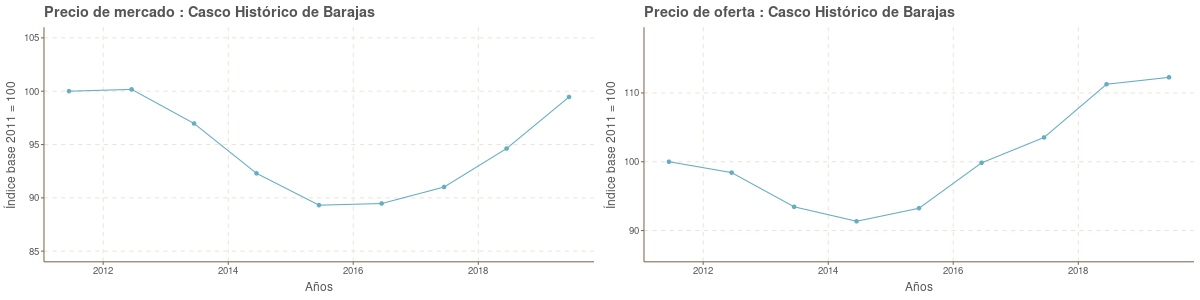 Precio de mercado : Casco Histórico de Barajas
105
100
95
90
85
Índice base 2011 = 100
2012 2014 2016 2018
Años
Precio de oferta : Casco Histórico de Barajas
110
100
90
Índice base 2011 = 100
2012 2014 2016 2018
Años